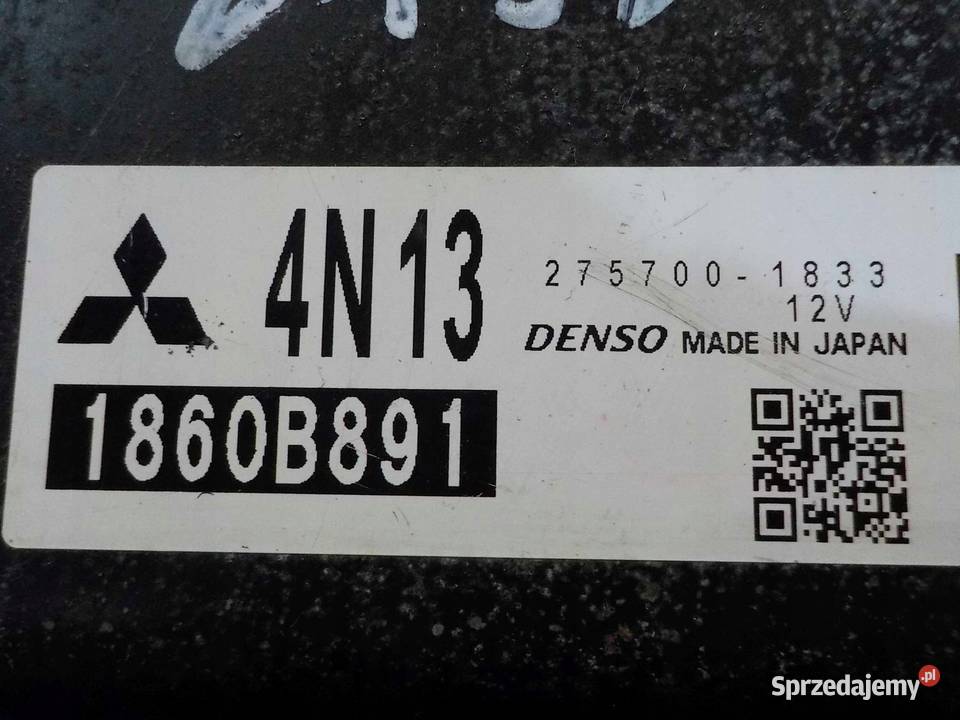 4N13
275700-1833
12V
DENSO MADE IN JAPAN
1860B891
Sprzedajemy.pl